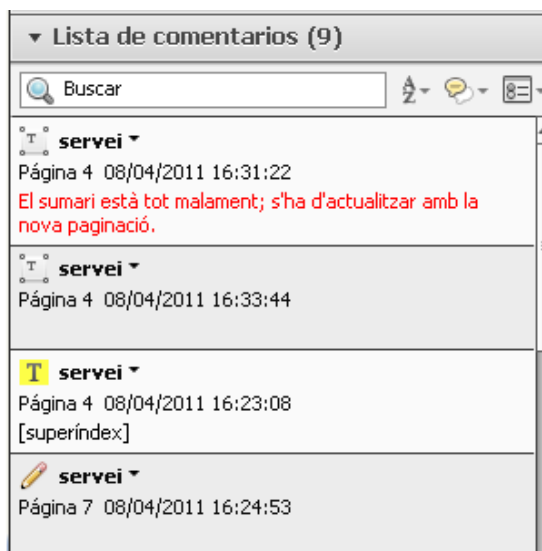 Lista de comentarios (9)
Buscar
servei
Página 4 08/04/2011 16:31:22
El sumari està tot malament; s'ha d'actualitzar amb la
nova paginació.
servei
Página 4 08/04/2011 16:33:44
T servei
Página 4 08/04/2011 16:23:08
[superíndex]
servei
Página 7 08/04/2011 16:24:53